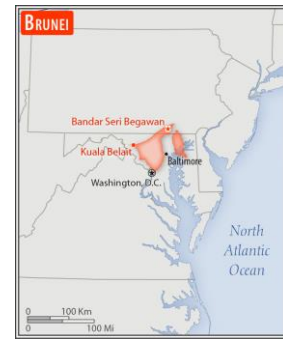 BRUNEI
Bandar Seri Begawan
Kuala Belait
Baltimore
Washington, D.C.
North
Atlantic
Ocean
0 100 Km
0 100 Mi